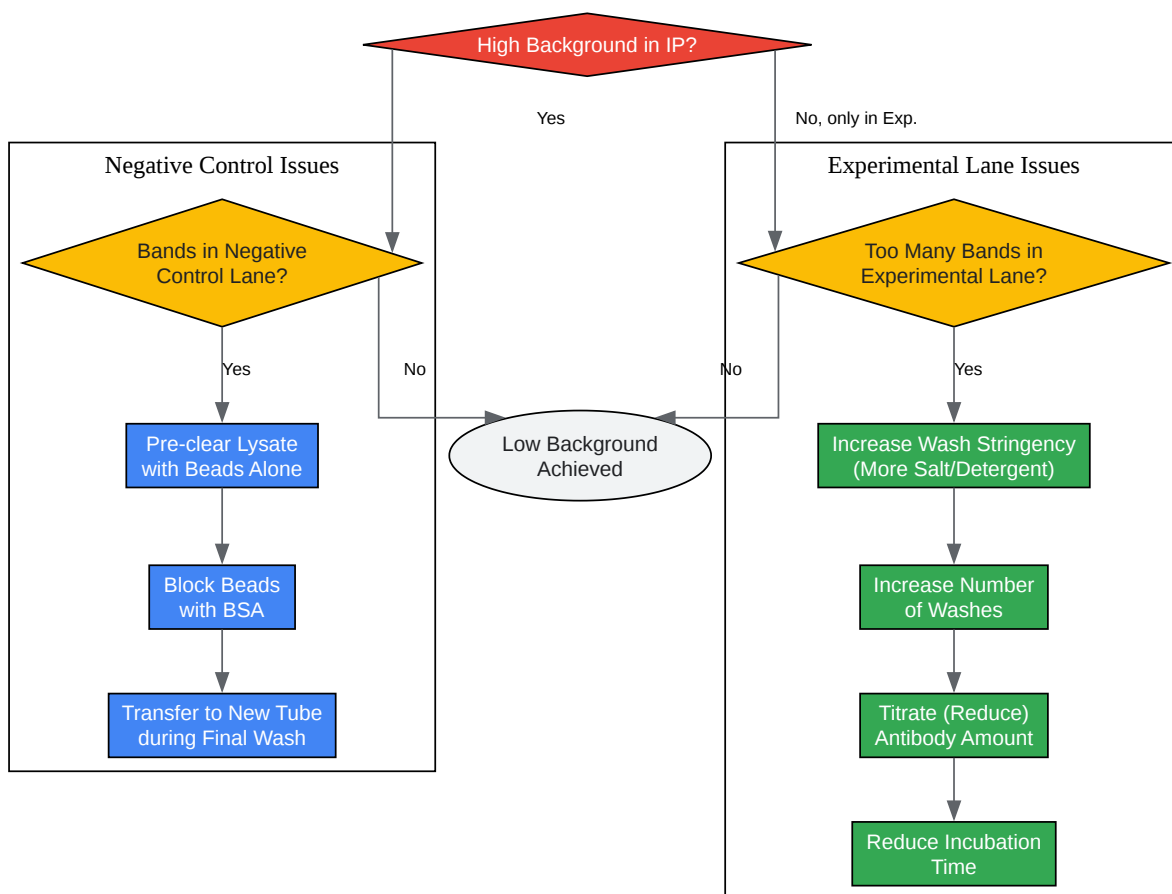 High Background in IP?
Yes
No, only in Exp.
Negative Control Issues
Bands in Negative
Control Lane?
Yes
No
Pre-clear Lysate
with Beads Alone
Block Beads
with BSA
Transfer to New Tube
during Final Wash
Low Background
Achieved
Experimental Lane Issues
Too Many Bands in
Experimental Lane?
No
Yes
Increase Wash Stringency
(More Salt/Detergent)
Increase Number
of Washes
Titrate (Reduce)
Antibody Amount
Reduce Incubation
Time